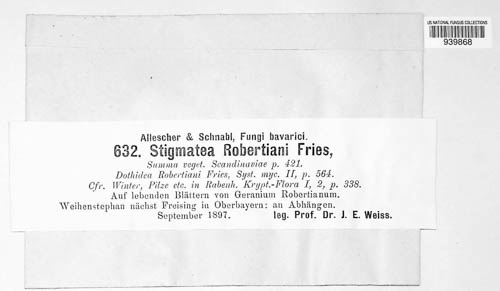 US NATIONAL FUNGUS COLLECTIONS
939868
Allescher & Schnabl, Fungi bavarici.
632. Stigmatea Robertiani Fries,
Summa veget. Scandinaviae p. 421.
Dothidea Robertiani Fries, Syst. myc. II, p. 564.
Cfr. Winter, Pilze etc. in Rabenh. Krypt.-Flora I, 2, p. 338.
Auf lebenden Blättern von Geranium Robertianum.
Weihenstephan nächst Freising in Oberbayern: an Abhängen.
September 1897. leg. Prof. Dr. J. E. Weiss.